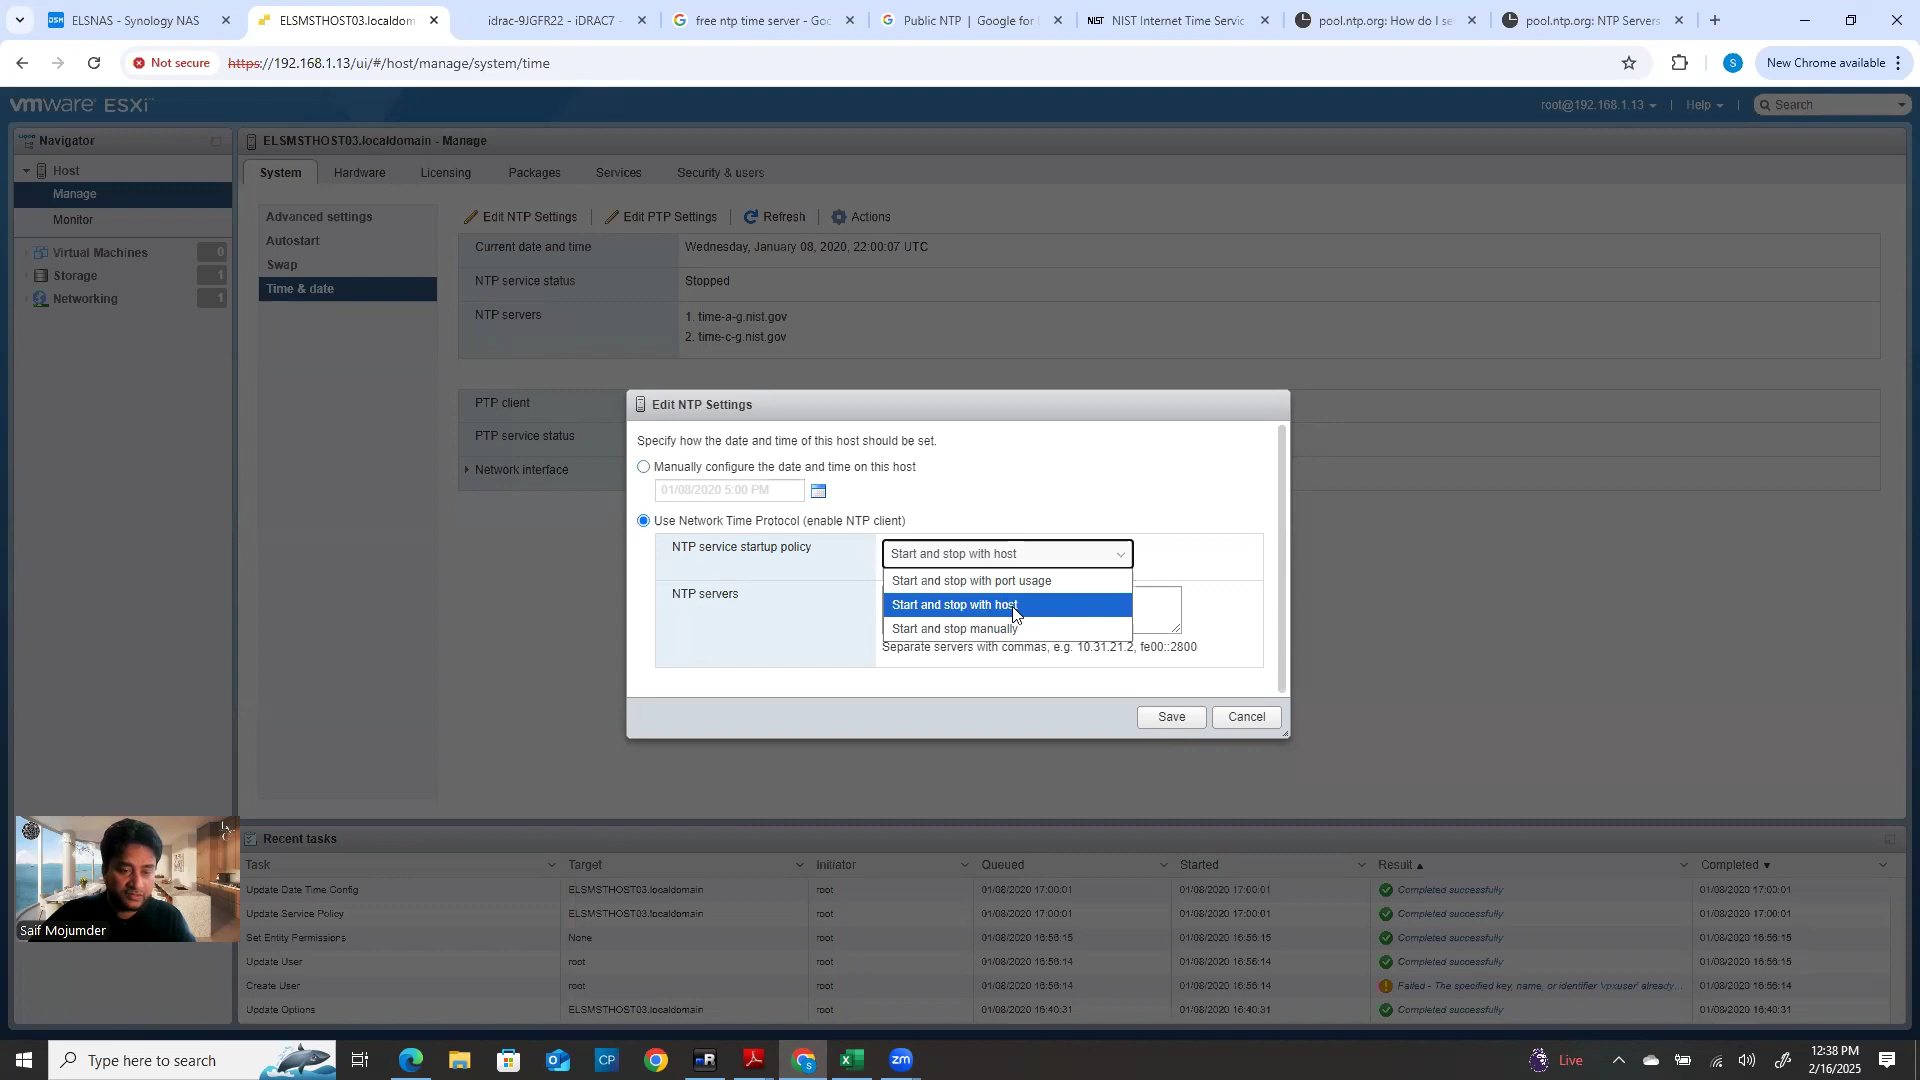 ELSNAS - Synology NAS
ELSMSTHOST03.localdom
idrac-9JGFR22 - iDRAC7 -
free ntp time server - Goo
Public NTP | Google for
NIST Internet Time Servic
pool.ntp.org: How do I se
pool.ntp.org: NTP Servers
Not secure
https://192.168.1.13/ui/#/host/manage/system/time
S
New Chrome available
vmware ESXi
root@192.168.1.13
Help
Search
Navigator
Host
Manage
Monitor
Virtual Machines 0
Storage 1
Networking 1
ELSMSTHOST03.localdomain - Manage
System
Hardware
Licensing
Packages
Services
Security & users
Advanced settings
Autostart
Swap
Time & date
Edit NTP Settings
Edit PTP Settings
Refresh
Actions
Current date and time Wednesday, January 08, 2020, 22:00:07 UTC
NTP service status Stopped
NTP servers 1. time-a-g.nist.gov
2. time-c-g.nist.gov
PTP client
PTP service status
Network interface
Edit NTP Settings
Specify how the date and time of this host should be set.
Manually configure the date and time on this host
01/08/2020 5:00 PM
Use Network Time Protocol (enable NTP client)
NTP service startup policy Start and stop with host
Start and stop with port usage
NTP servers
Start and stop with host
Start and stop manually
Separate servers with commas, e.g. 10.31.21.2, fe00::2800
Save
Cancel
Recent tasks
Task Target Initiator Queued Started Result Completed
Update Date Time Config ELSMSTHOST03.localdomain root 01/08/2020 17:00:01 01/08/2020 17:00:01 Completed successfully 01/08/2020 17:00:01
Update Service Policy ELSMSTHOST03.localdomain root 01/08/2020 17:00:01 01/08/2020 17:00:01 Completed successfully 01/08/2020 17:00:01
Set Entity Permissions None root 01/08/2020 16:56:15 01/08/2020 16:56:15 Completed successfully 01/08/2020 16:56:15
Update User root root 01/08/2020 16:56:14 01/08/2020 16:56:14 Completed successfully 01/08/2020 16:56:15
Create User root root 01/08/2020 16:56:14 01/08/2020 16:56:14 Failed - The specified key, name, or identifier 'vpxuser' already... 01/08/2020 16:56:14
Update Options ELSMSTHOST03.localdomain root 01/08/2020 16:40:31 01/08/2020 16:40:31 Completed successfully 01/08/2020 16:40:31
Saif Mojumder
Type here to search
CP
zm
Live
12:38 PM
2/16/2025